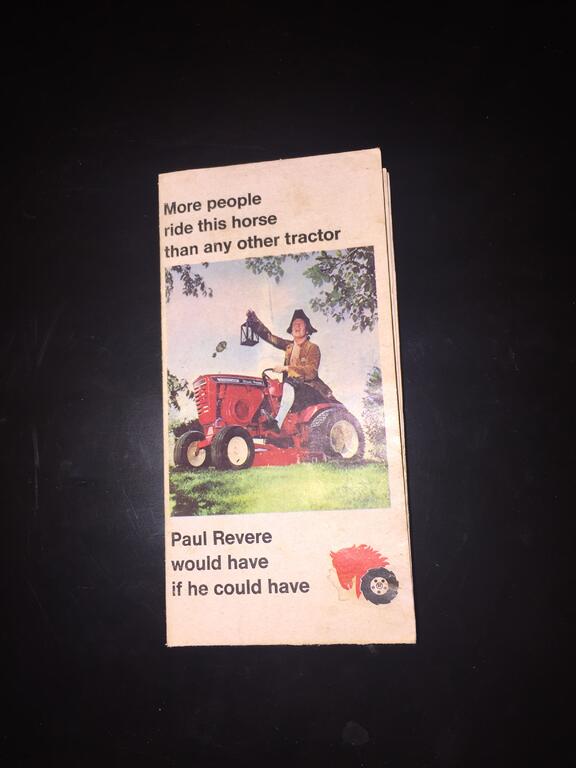 More people
ride this horse
than any other tractor
Paul Revere
would have
if he could have